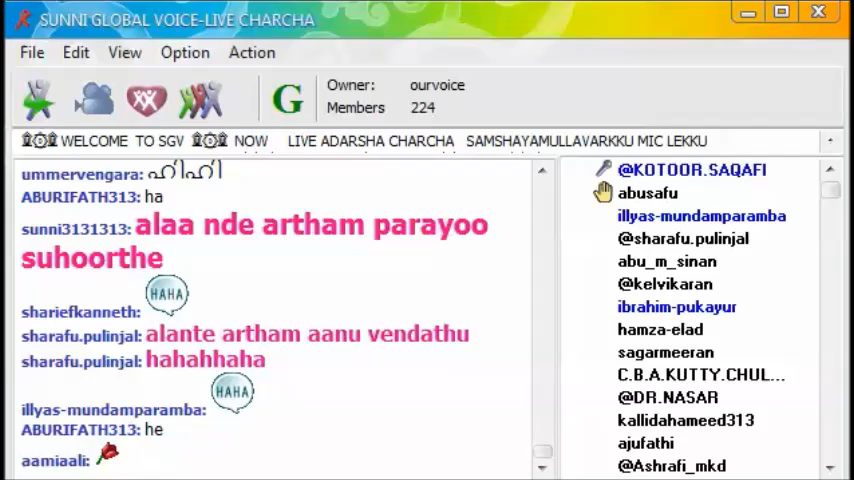 SUNNI GLOBAL VOICE-LIVE CHARCHA
File Edit View Option Action
G
Owner: ourvoice
Members 224
WELCOME TO SGV NOW LIVE ADARSHA CHARCHA SAMSHAYAMULLAVARKKU MIC LEKKU
ummervengara: ഹിഹി
ABURIFATH313: ha
sunni3131313: alaa nde artham parayoo
suhoorthe
HAHA
shariefkanneth:
sharafu.pulinjal: alante artham aanu vendathu
sharafu.pulinjal: hahahhaha
HAHA
illyas-mundamparamba:
ABURIFATH313: he
aamiaali:
@KOTOOR.SAQAFI
abusafu
illyas-mundamparamba
@sharafu.pulinjal
abu_m_sinan
@kelvikaran
ibrahim-pukayur
hamza-elad
sagarmeeran
C.B.A.KUTTY.CHUL...
@DR.NASAR
kallidahameed313
ajufathi
@Ashrafi_mkd